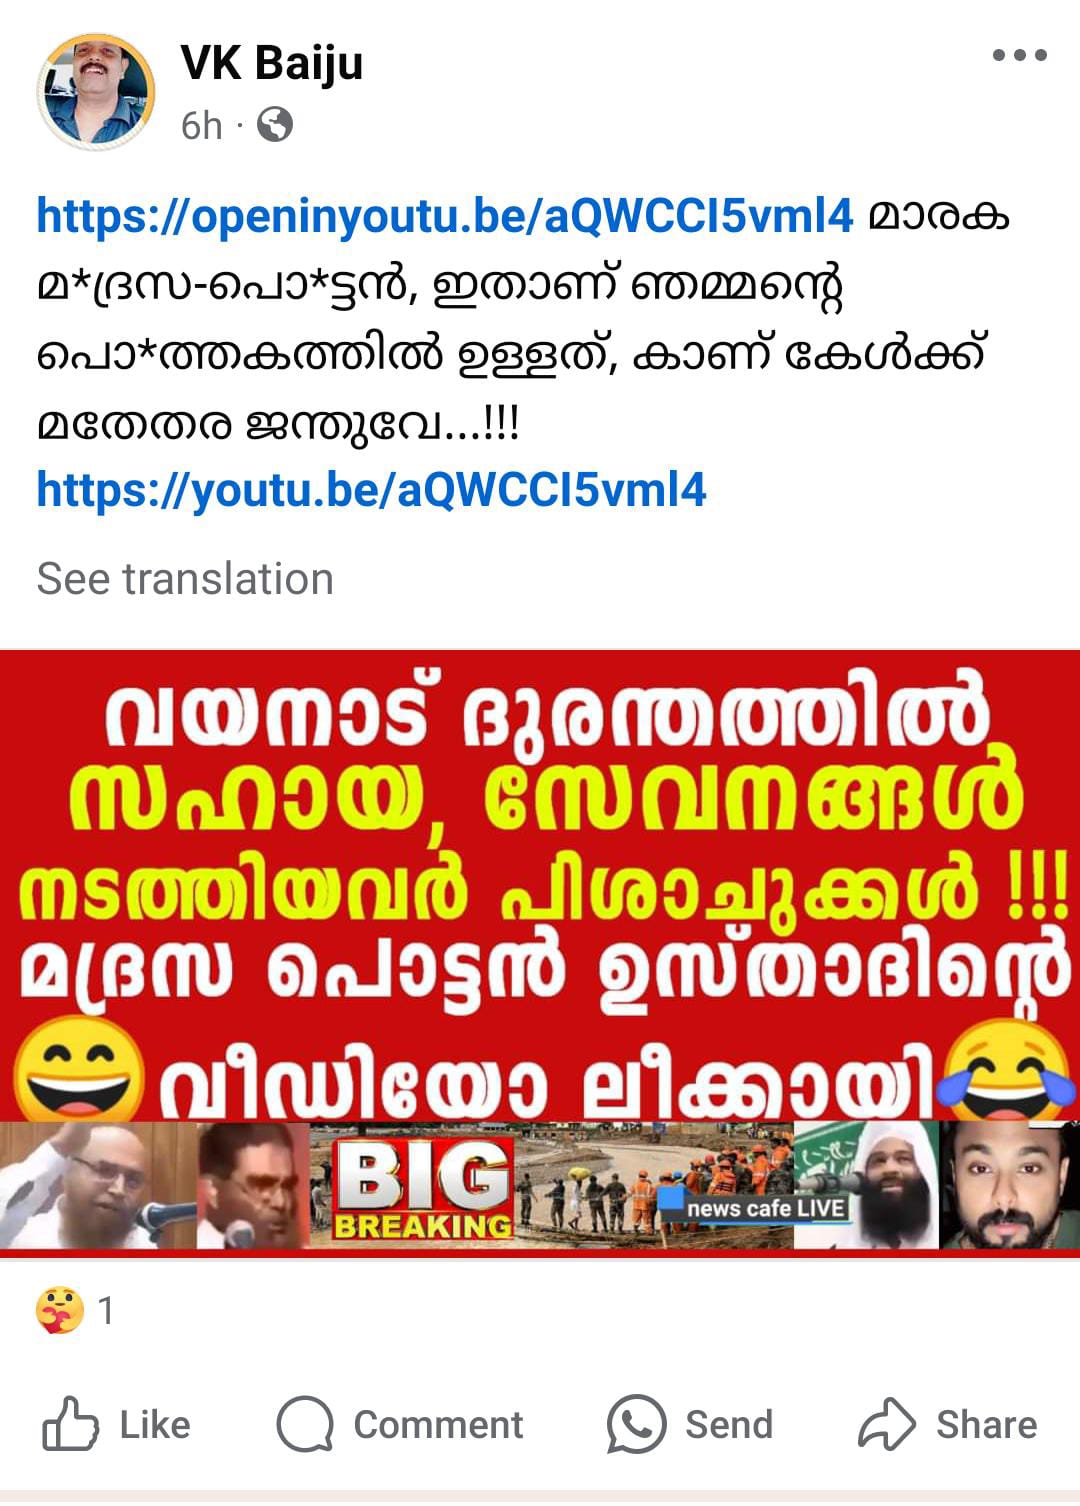 VK Baiju
6h ·
https://openinyoutu.be/aQWCCI5vml4 മാരക
മ*ദ്രസ-പൊ*ട്ടൻ, ഇതാണ് ഞമ്മന്റെ
പൊ*ത്തകത്തിൽ ഉള്ളത്, കാണ് കേൾക്ക്
മതേതര ജന്തുവേ...!!!
https://youtu.be/aQWCCI5vml4
See translation
വയനാട് ദുരന്തത്തിൽ
സഹായ, സേവനങ്ങൾ
നടത്തിയവർ പിശാചുക്കൾ !!!
മദ്രസ പൊട്ടൻ ഉസ്താദിന്റെ
വീഡിയോ ലീക്കായി
BIG
BREAKING
news cafe LIVE
1
Like
Comment
Send
Share